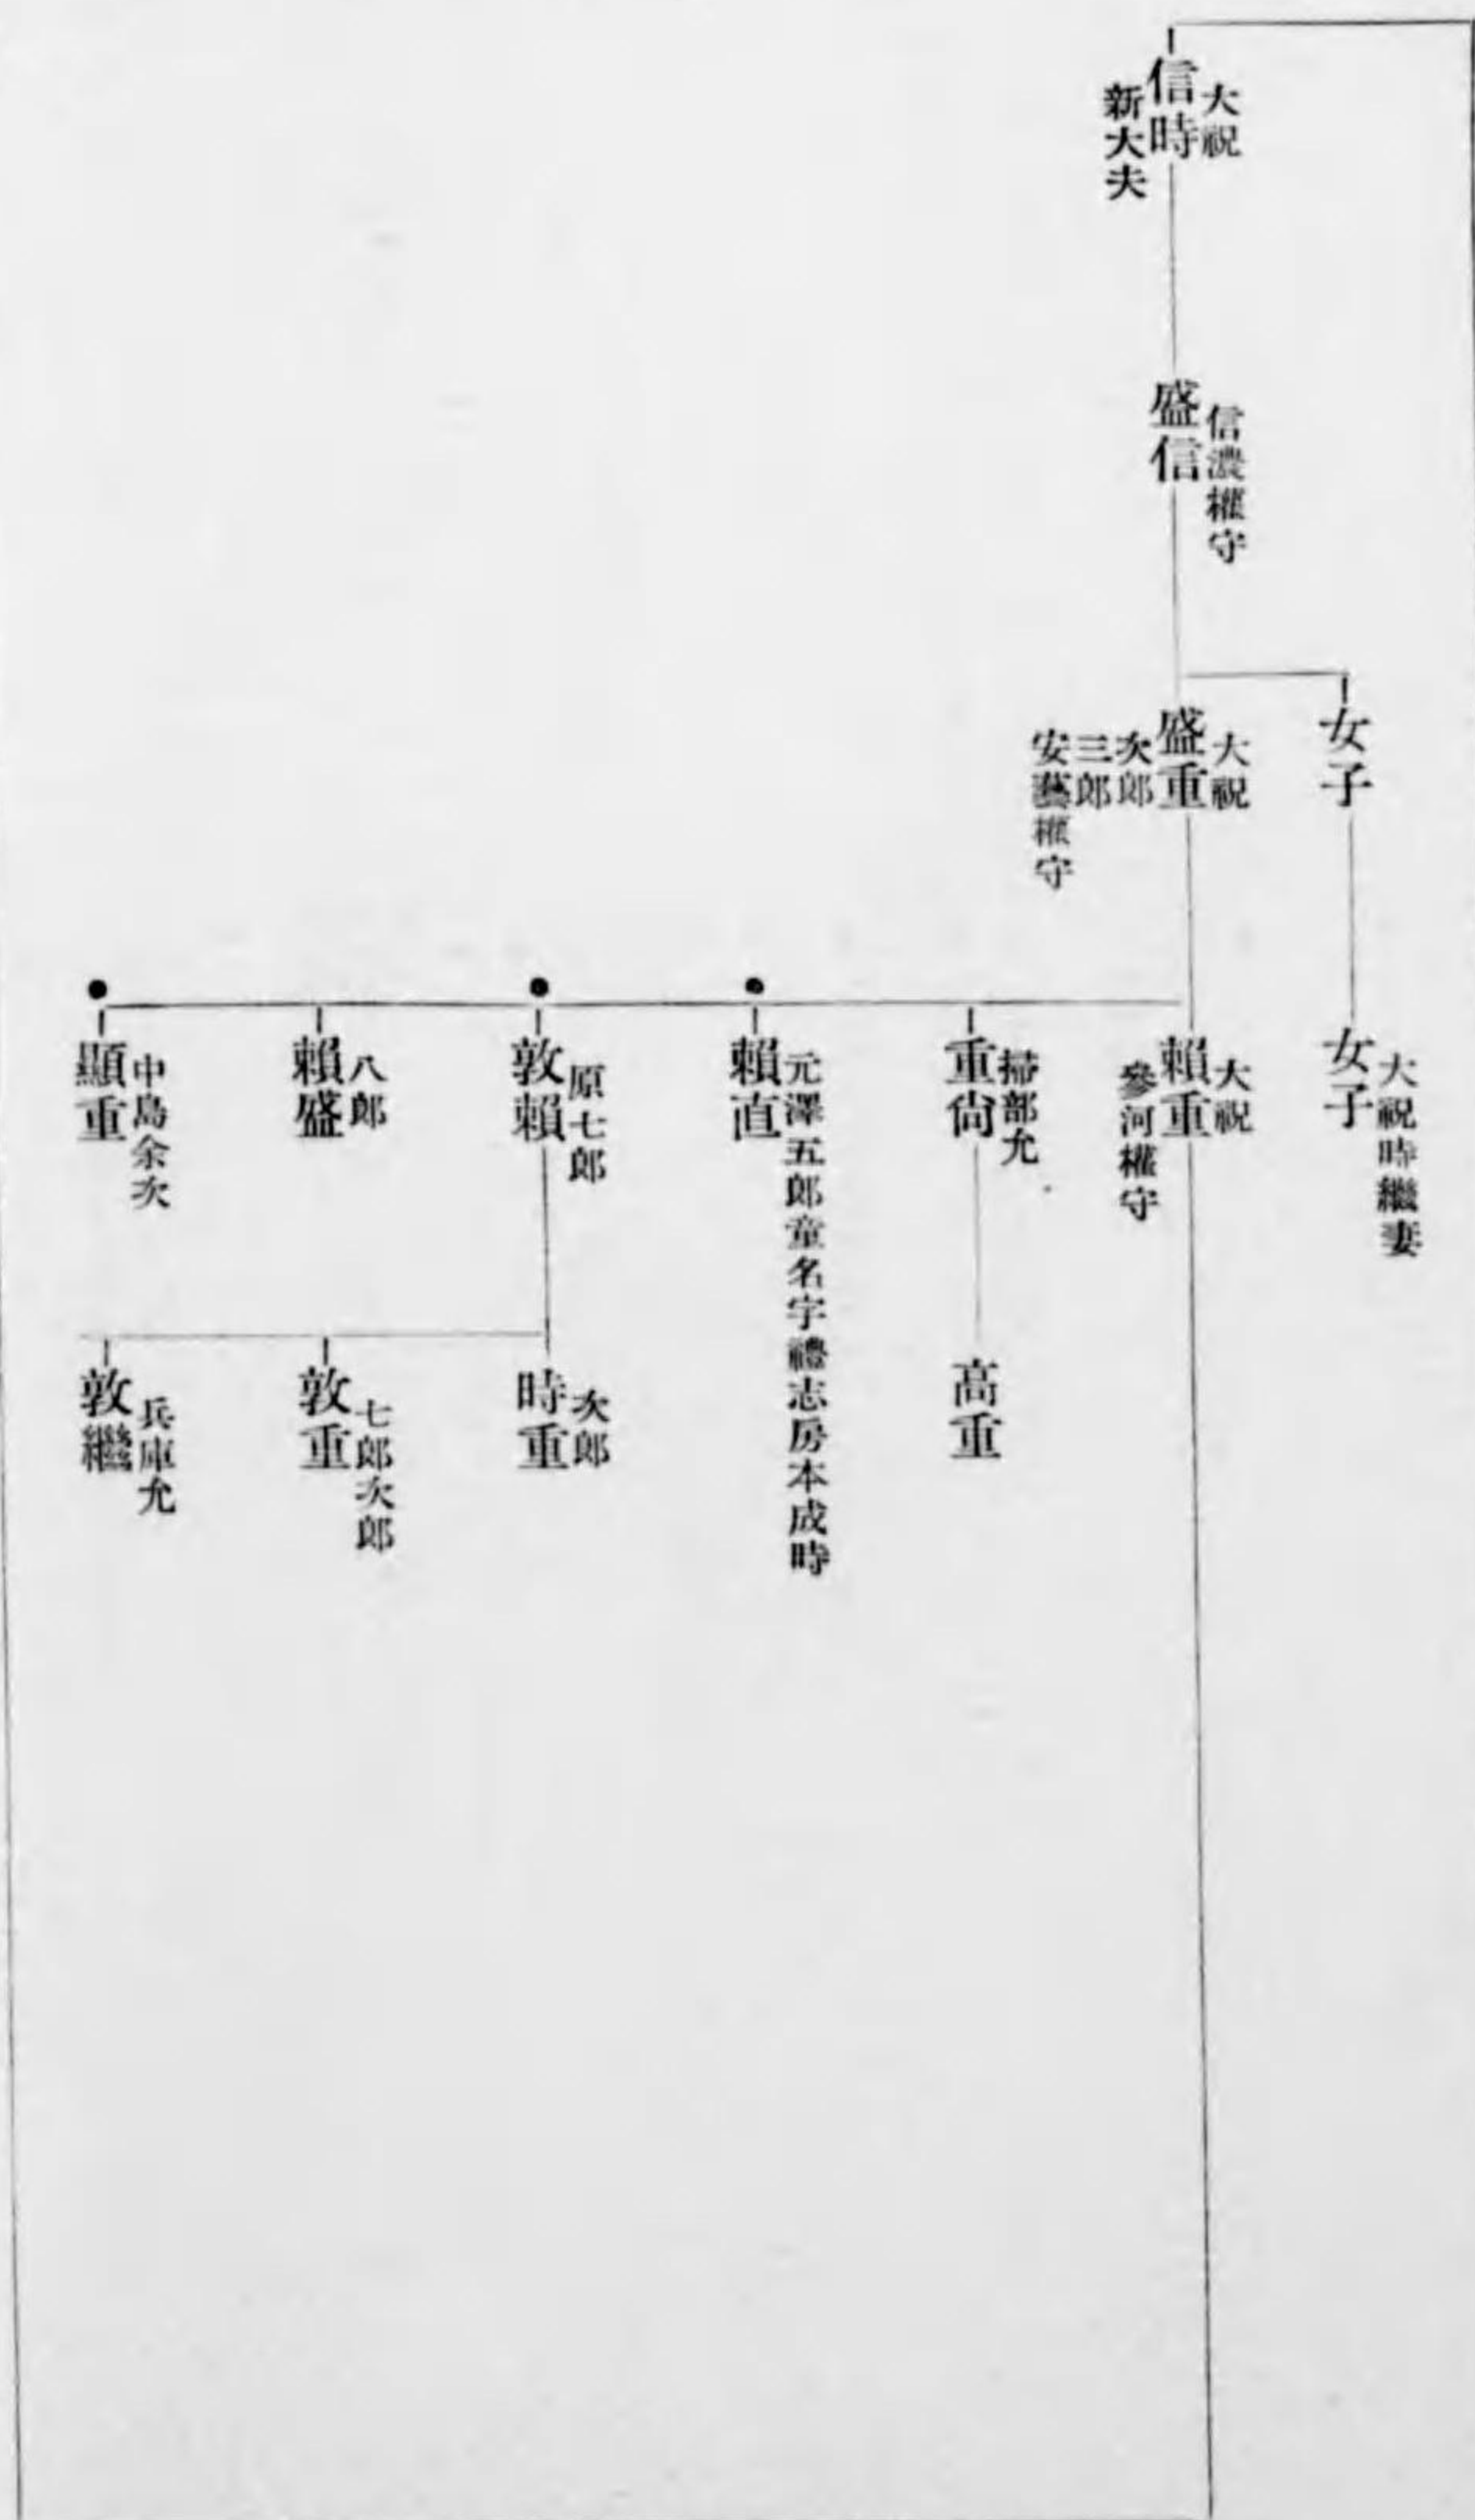 女子
大祝時繼妻
女子
大祝
信時
新大夫
信濃權守
盛信
大祝
盛重
次郎
三郎
安藝權守
大祝
賴重
參河權守
掃部允
重尙
高重
元澤五郎童名宇禮志房本成時
賴直
原七郎
敦賴
次郎
時重
七郎次郎
敦重
兵庫允
敦繼
八郎
賴盛
中島余次
顯重